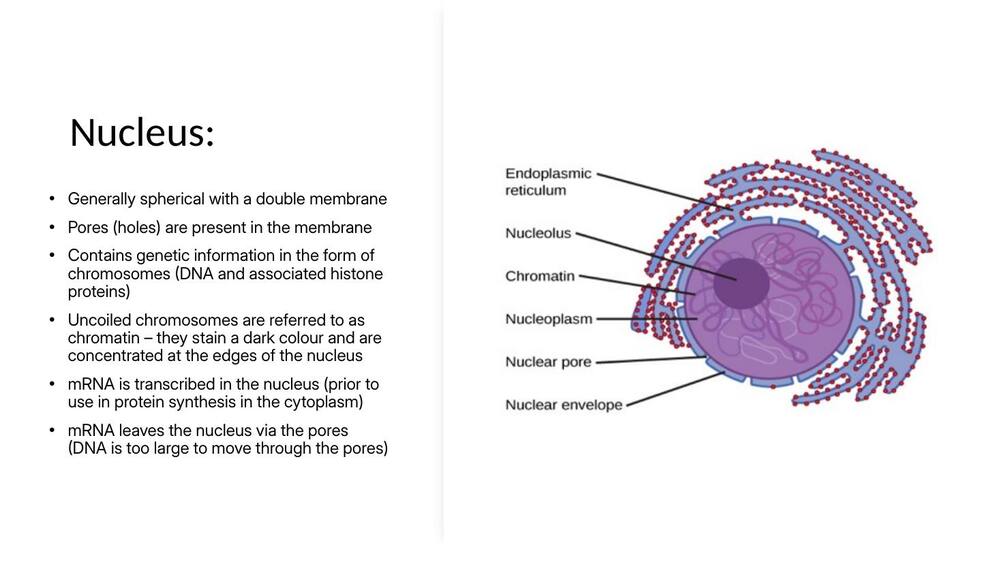 Nucleus:
• Generally spherical with a double membrane
• Pores (holes) are present in the membrane
• Contains genetic information in the form of
chromosomes (DNA and associated histone
proteins)
• Uncoiled chromosomes are referred to as
chromatin – they stain a dark colour and are
concentrated at the edges of the nucleus
• mRNA is transcribed in the nucleus (prior to
use in protein synthesis in the cytoplasm)
• mRNA leaves the nucleus via the pores
(DNA is too large to move through the pores)
Endoplasmic
reticulum
Nucleolus
Chromatin
Nucleoplasm
Nuclear pore
Nuclear envelope